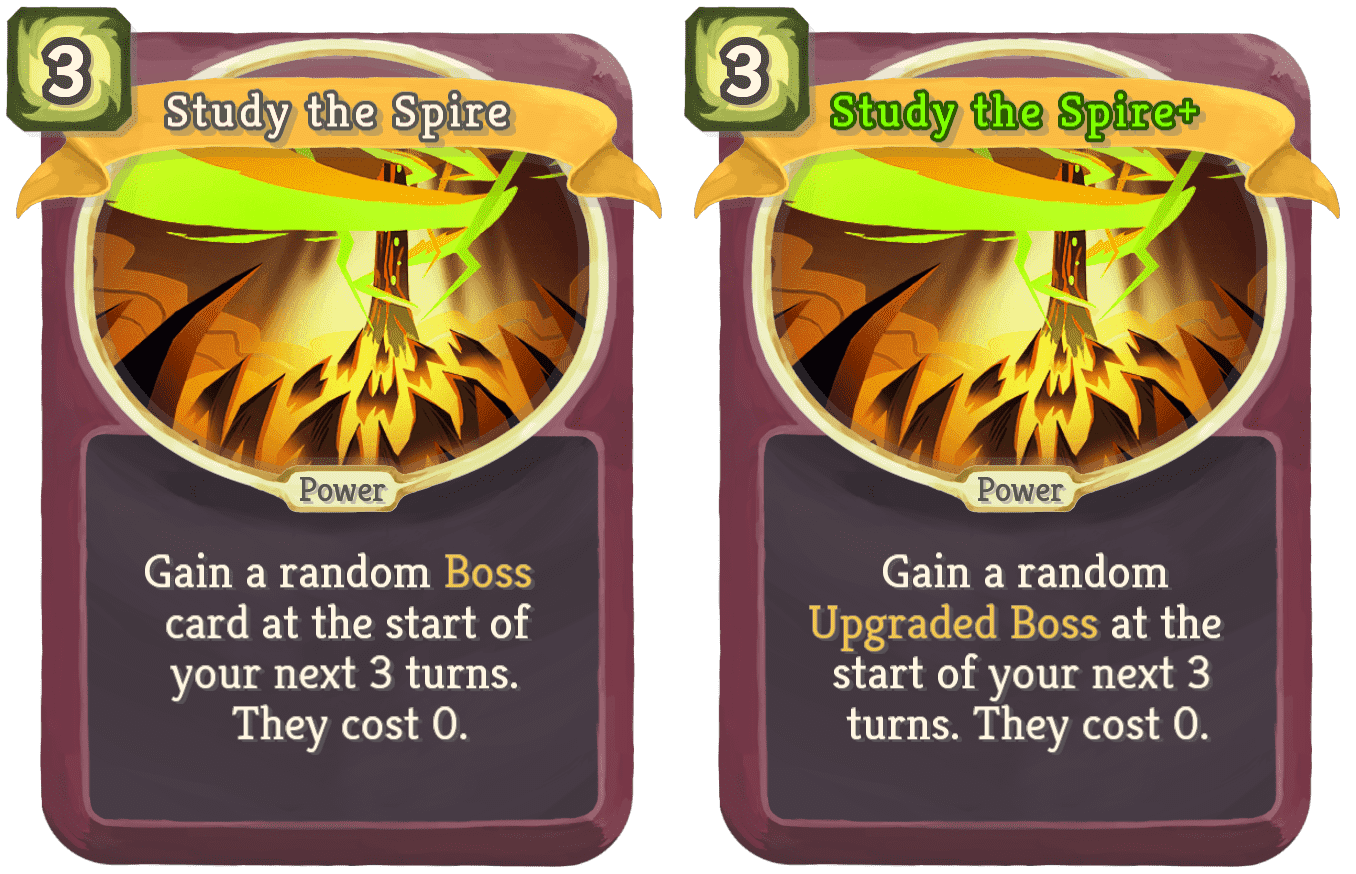 3
Study the Spire
Power
Gain a random Boss
card at the start of
your next 3 turns.
They cost 0.
3
Study the Spire+
Power
Gain a random
Upgraded Boss at the
start of your next 3
turns. They cost 0.